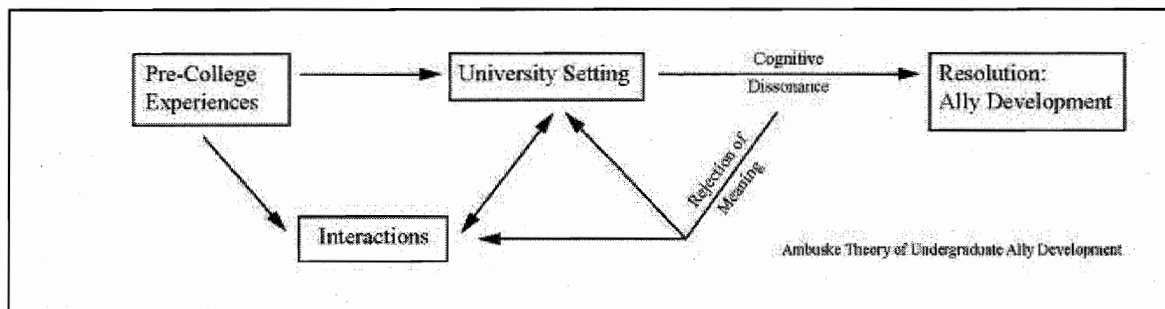 Pre-College
Experiences
University Setting
Cognitive
Dissonance
Resolution:
Ally Development
Rejection of
Meaning
Interactions
Ambuske Theory of Undergraduate Ally Development